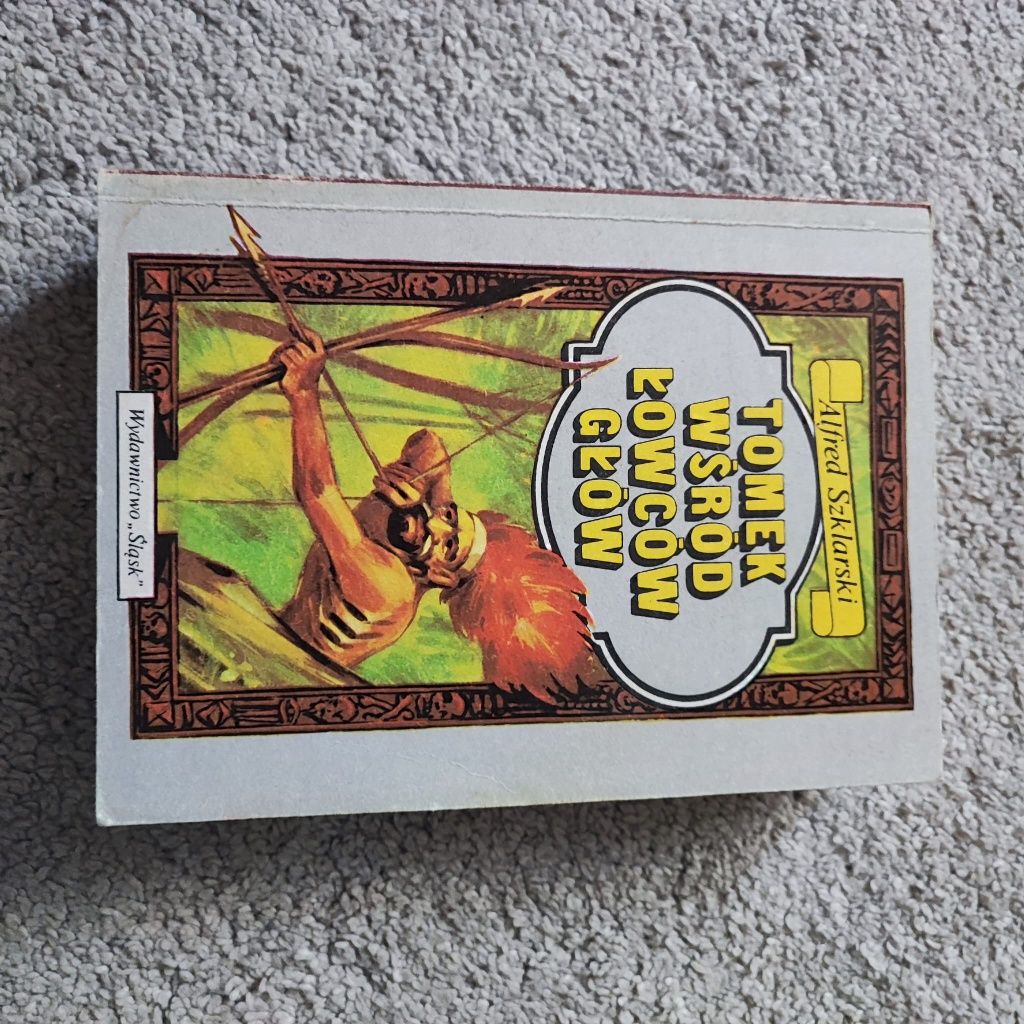 Alfred Szklarski
TOMEK
WŚRÓD
ŁOWCÓW
GŁÓW
Wydawnictwo „Śląsk”